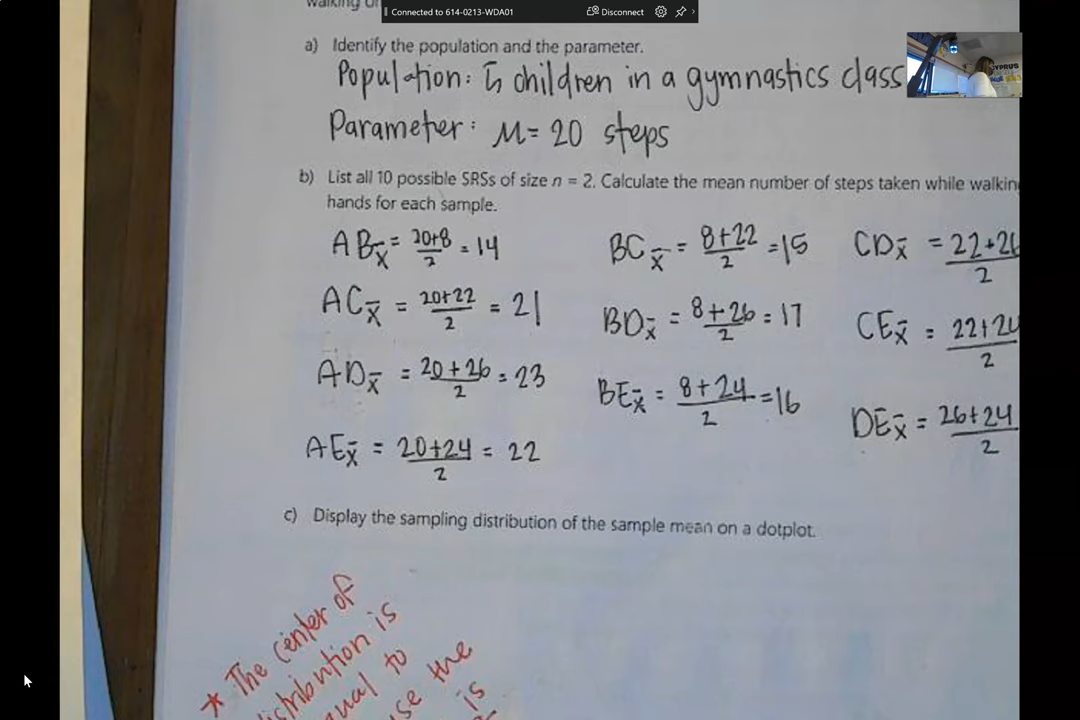 walking on
Connected to 614-0213-WDA01
Disconnect
a) Identify the population and the parameter.
Population: 5 children in a gymnastics class
Parameter: μ = 20 steps
b) List all 10 possible SRSs of size n = 2. Calculate the mean number of steps taken while walkin
hands for each sample.
AB x̄ = 20+8/2 = 14
AC x̄ = 20+22/2 = 21
AD x̄ = 20+26/2 = 23
AE x̄ = 20+24/2 = 22
BC x̄ = 8+22/2 = 15
BD x̄ = 8+26/2 = 17
BE x̄ = 8+24/2 = 16
CD x̄ = 22+26/2
CE x̄ = 22+24/2
DE x̄ = 26+24/2
c) Display the sampling distribution of the sample mean on a dotplot.
* The center of
distribution is
equal to
the
is
CYPRUS